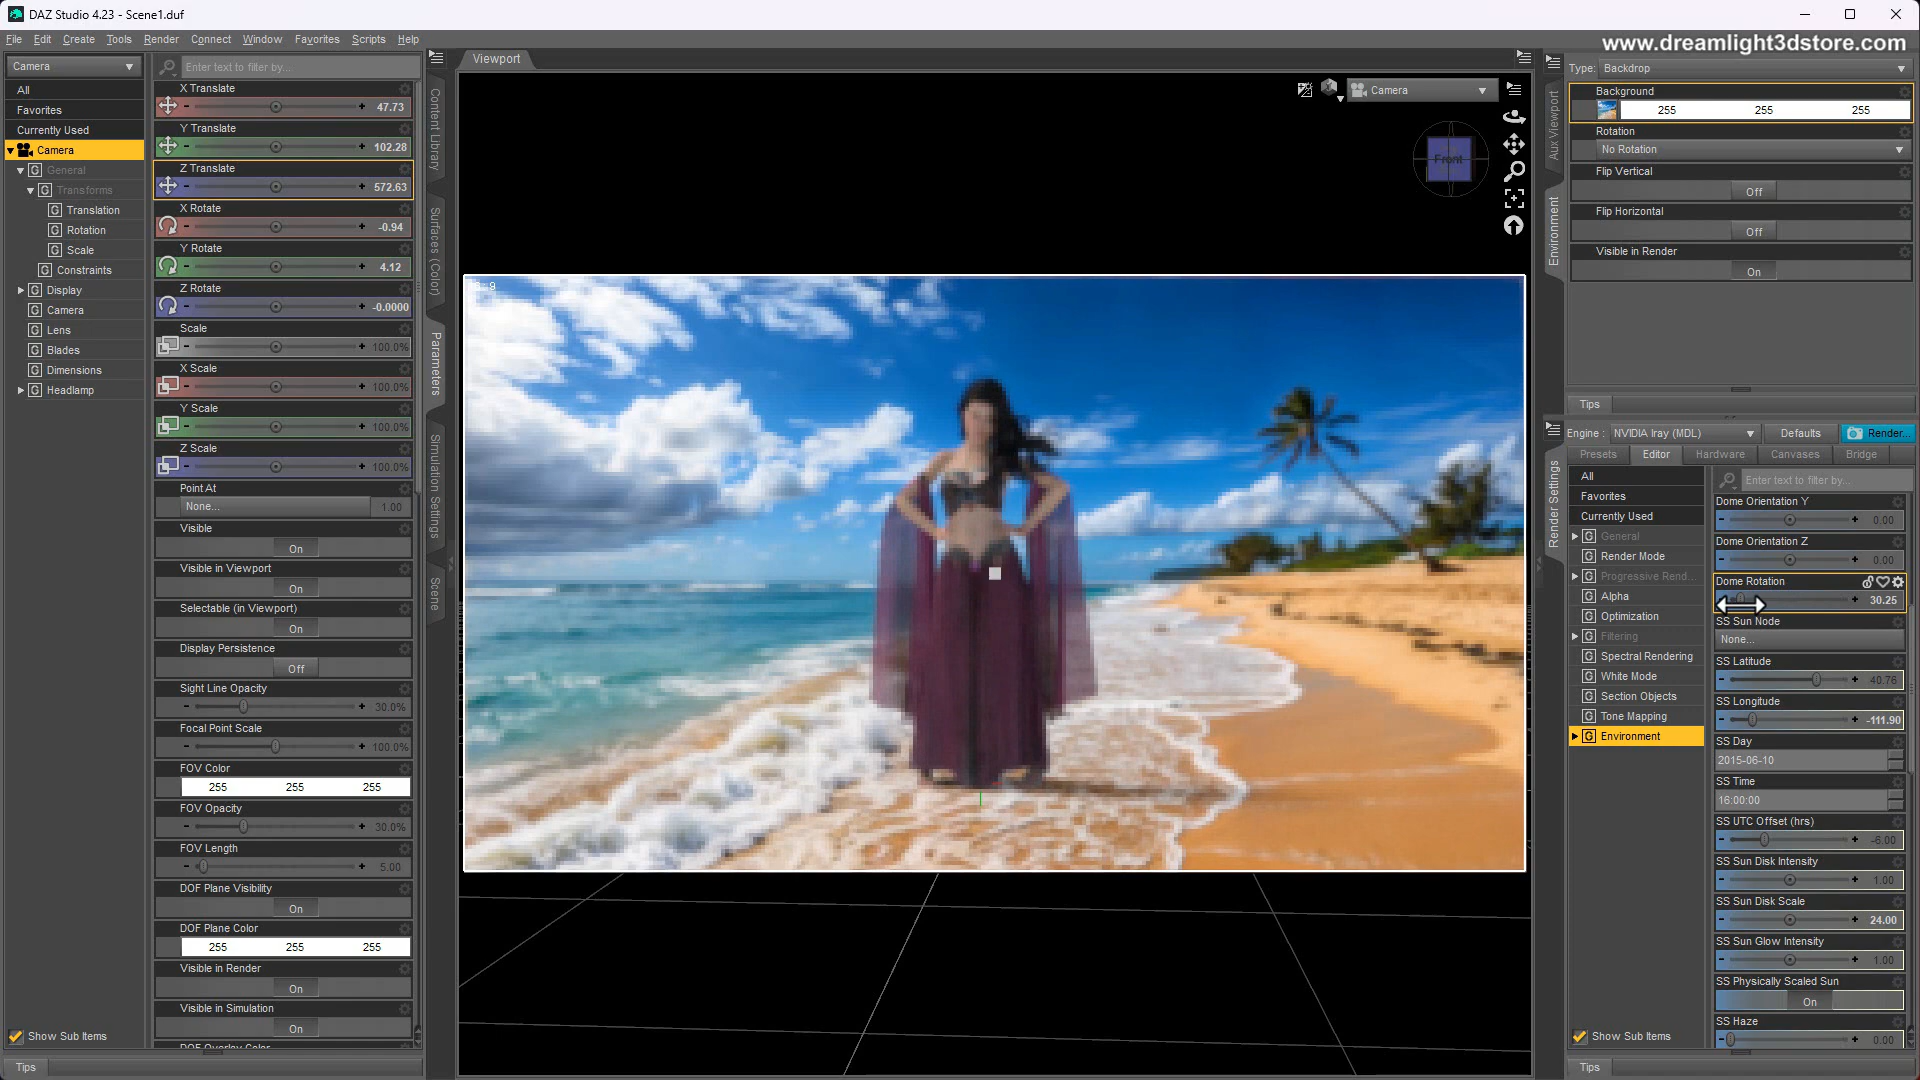 DAZ Studio 4.23 - Scene1.duf
File Edit Create Tools Render Connect Window Favorites Scripts Help
www.dreamlight3dstore.com
Camera
All
Favorites
Currently Used
Camera
General
Transforms
Translation
Rotation
Scale
Constraints
Display
Camera
Lens
Blades
Dimensions
Headlamp
Show Sub Items
Tips
Enter text to filter by...
X Translate
47.73
Y Translate
102.28
Z Translate
572.63
X Rotate
-0.94
Y Rotate
4.12
Z Rotate
-0.0000
Scale
100.0%
X Scale
100.0%
Y Scale
100.0%
Z Scale
100.0%
Point At
None... 1.00
Visible
On
Visible in Viewport
On
Selectable (in Viewport)
On
Display Persistence
Off
Sight Line Opacity
30.0%
Focal Point Scale
100.0%
FOV Color
255 255 255
FOV Opacity
30.0%
FOV Length
5.00
DOF Plane Visibility
On
DOF Plane Color
255 255 255
Visible in Render
On
Visible in Simulation
On
DOF Overlay Color
Content Library
Surfaces (Color)
Parameters
Simulation Settings
Scene
Viewport
Camera
Front
Aux Viewport
Environment
Type: Backdrop
Background
255 255 255
Rotation
No Rotation
Flip Vertical
Off
Flip Horizontal
Off
Visible in Render
On
Tips
Render Settings
Engine : NVIDIA Iray (MDL) Defaults Render...
Presets Editor Hardware Canvases Bridge
All
Favorites
Currently Used
General
Render Mode
Progressive Rend...
Alpha
Optimization
Filtering
Spectral Rendering
White Mode
Section Objects
Tone Mapping
Environment
Show Sub Items
Tips
Enter text to filter by...
Dome Orientation Y
0.00
Dome Orientation Z
0.00
Dome Rotation
30.25
SS Sun Node
None...
SS Latitude
40.76
SS Longitude
-111.90
SS Day
2015-06-10
SS Time
16:00:00
SS UTC Offset (hrs)
-6.00
SS Sun Disk Intensity
1.00
SS Sun Disk Scale
24.00
SS Sun Glow Intensity
1.00
SS Physically Scaled Sun
On
SS Haze
0.00